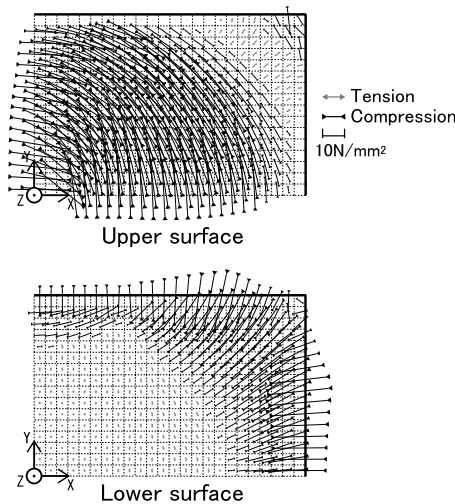 Tension
Compression
10N/mm²
Y
Z
X
Upper surface
Y
Z
X
Lower surface